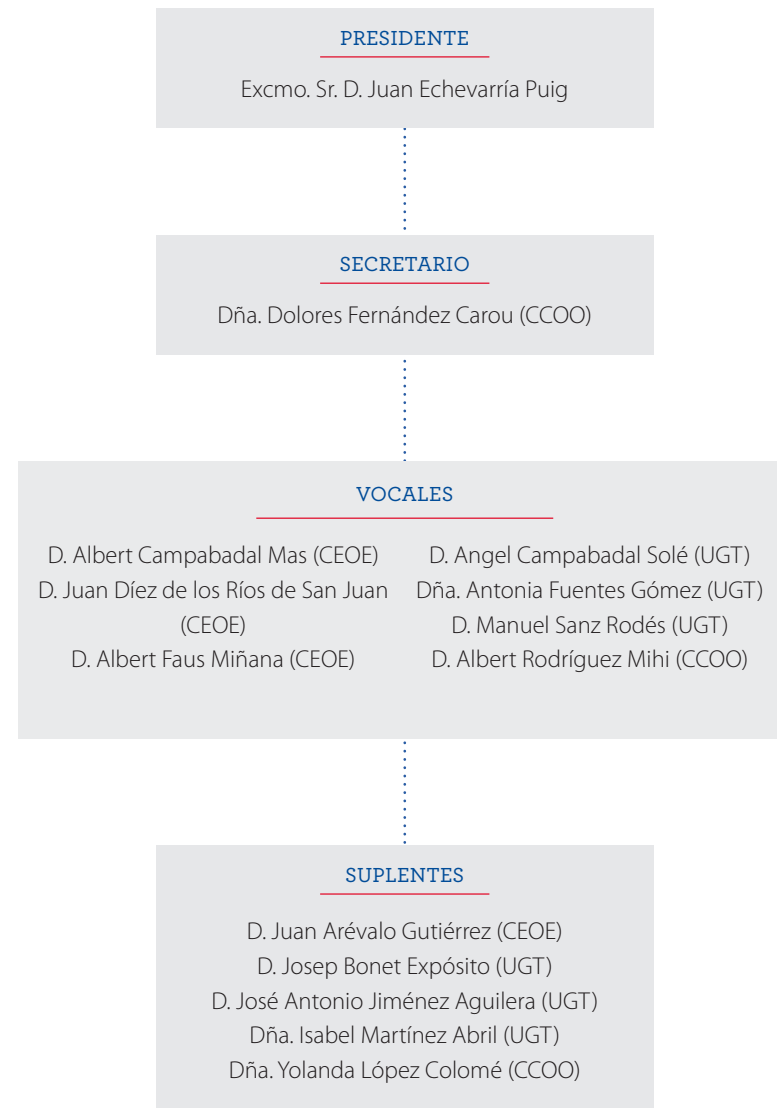 PRESIDENTE
Excmo. Sr. D. Juan Echevarría Puig
SECRETARIO
Dña. Dolores Fernández Carou (CCOO)
VOCALES
D. Albert Campabadal Mas (CEOE)
D. Juan Díez de los Ríos de San Juan
(CEOE)
D. Albert Faus Miñana (CEOE)
D. Angel Campabadal Solé (UGT)
Dña. Antonia Fuentes Gómez (UGT)
D. Manuel Sanz Rodés (UGT)
D. Albert Rodríguez Mihi (CCOO)
SUPLENTES
D. Juan Arévalo Gutiérrez (CEOE)
D. Josep Bonet Expósito (UGT)
D. José Antonio Jiménez Aguilera (UGT)
Dña. Isabel Martínez Abril (UGT)
Dña. Yolanda López Colomé (CCOO)